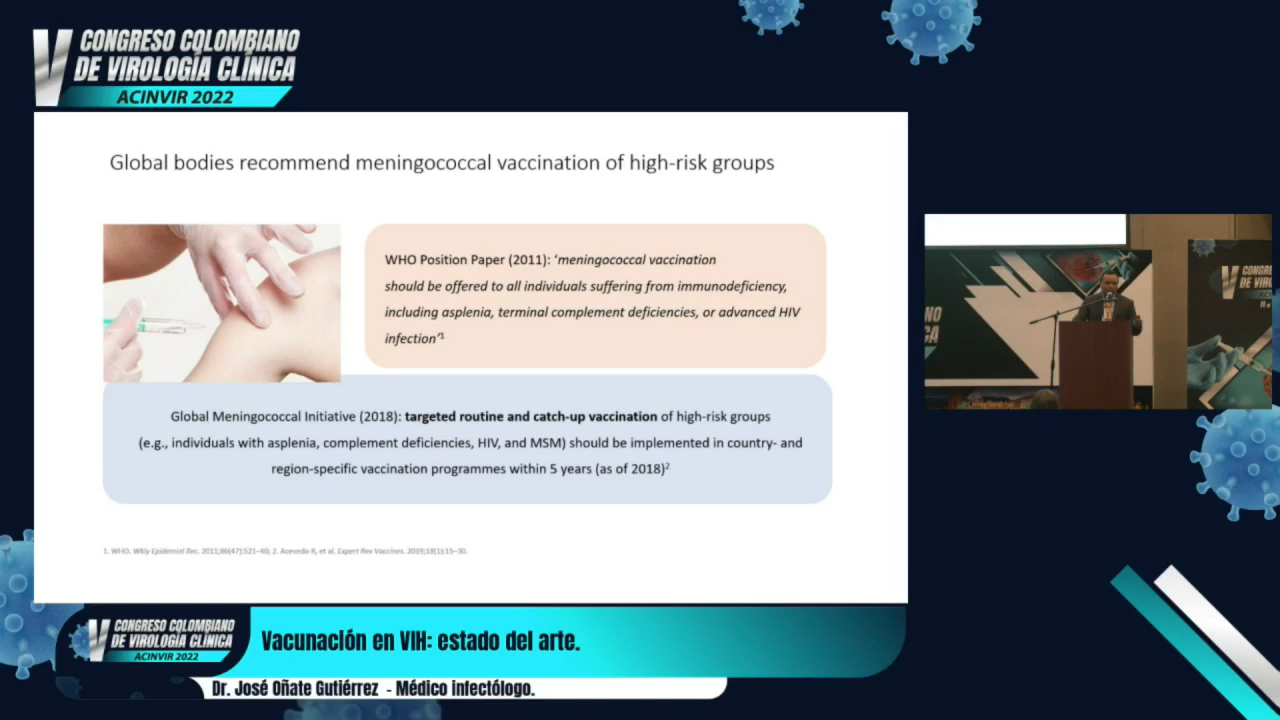 V CONGRESO COLOMBIANO
DE VIROLOGÍA CLÍNICA
ACINVIR 2022
Global bodies recommend meningococcal vaccination of high-risk groups
WHO Position Paper (2011): ‘meningococcal vaccination
should be offered to all individuals suffering from immunodeficiency,
including asplenia, terminal complement deficiencies, or advanced HIV
infection’¹
Global Meningococcal Initiative (2018): targeted routine and catch-up vaccination of high-risk groups
(e.g., individuals with asplenia, complement deficiencies, HIV, and MSM) should be implemented in country- and
region-specific vaccination programmes within 5 years (as of 2018)²
1. WHO. Wkly Epidemiol Rec. 2011;86(47):521–40; 2. Acevedo R, et al. Expert Rev Vaccines. 2019;18(1):15–30.
V CONGRESO COLOMBIANO
DE VIROLOGÍA CLÍNICA
ACINVIR 2022
Vacunación en VIH: estado del arte.
Dr. José Oñate Gutiérrez - Médico infectólogo.